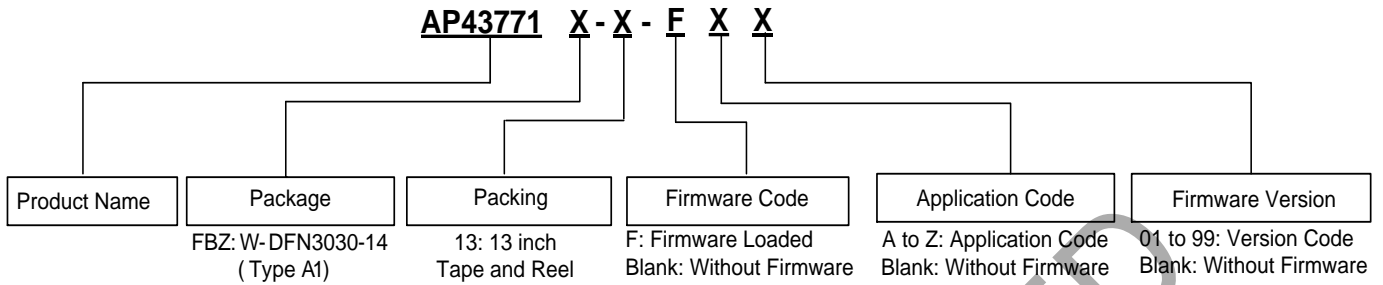 AP43771 X - X - F X X
Product Name
Package
Packing
Firmware Code
Application Code
Firmware Version
FBZ: W-DFN3030-14
(Type A1)
13: 13 inch
Tape and Reel
F: Firmware Loaded
Blank: Without Firmware
A to Z: Application Code
Blank: Without Firmware
01 to 99: Version Code
Blank: Without Firmware